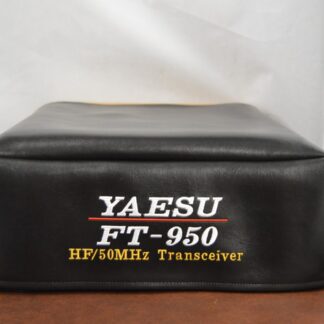 YAESU
FT-950
HF/50MHz Transceiver